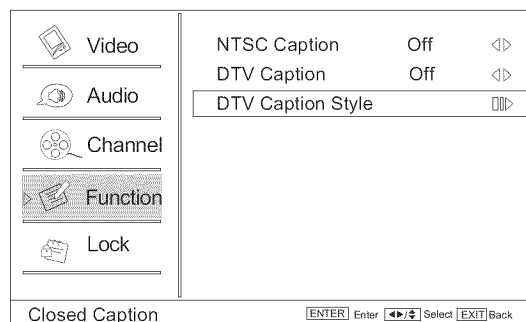 Video
Audio
Channel
Function
Lock
NTSC Caption Off
DTV Caption Off
DTV Caption Style
Closed Caption
ENTER Enter ◀▶/▲▼ Select EXIT Back